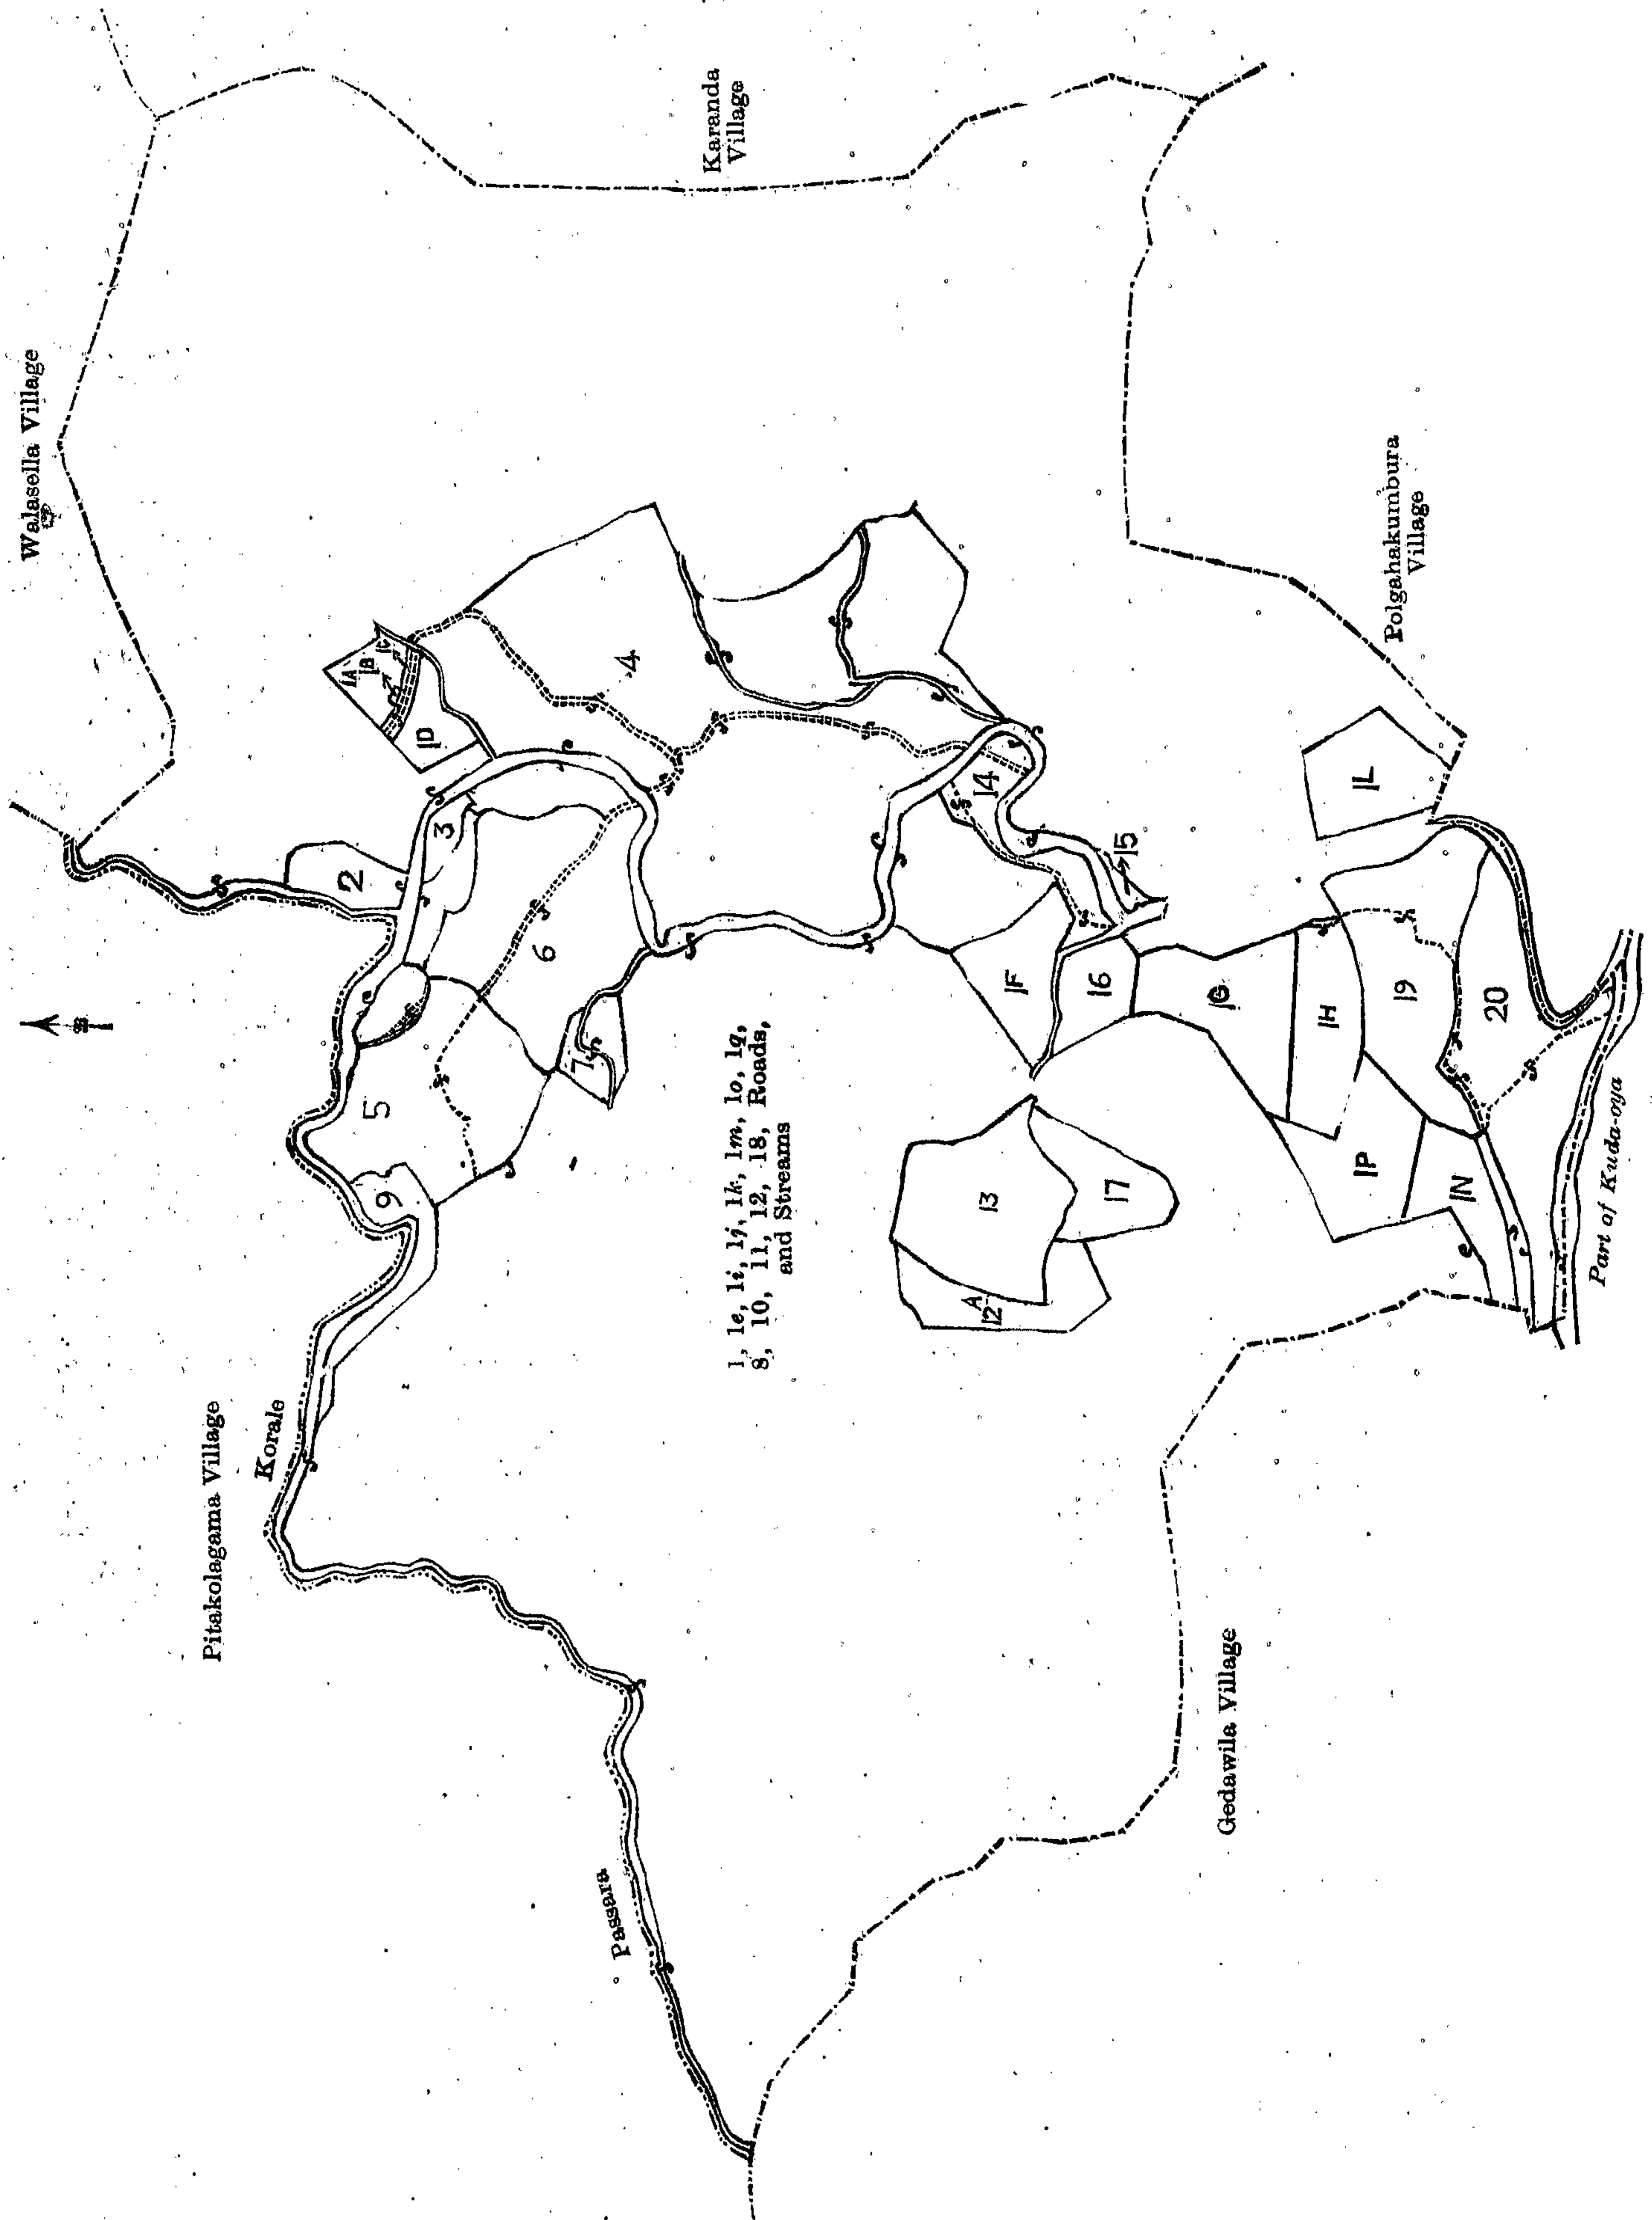 Walasella Village
Karanda
Village
Pitakolagama Village
Korale
Passara
Gedawila Village
Polgahakumbura
Village
Part of Kuda-oya
1, 1e, 1i, 1j, 1k, 1m, 1o, 1q,
8, 10, 11, 12, 18, Roads,
and Streams
1A
1B
1C
1D
2
3
4
5
6
7
9
1F
13
14
15
16
17
12A
1G
1H
1L
19
20
1P
1N